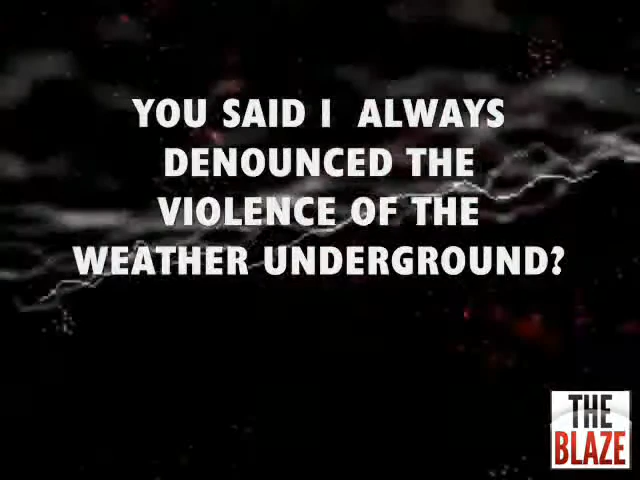 YOU SAID I ALWAYS
DENOUNCED THE
VIOLENCE OF THE
WEATHER UNDERGROUND?
THE
BLAZE